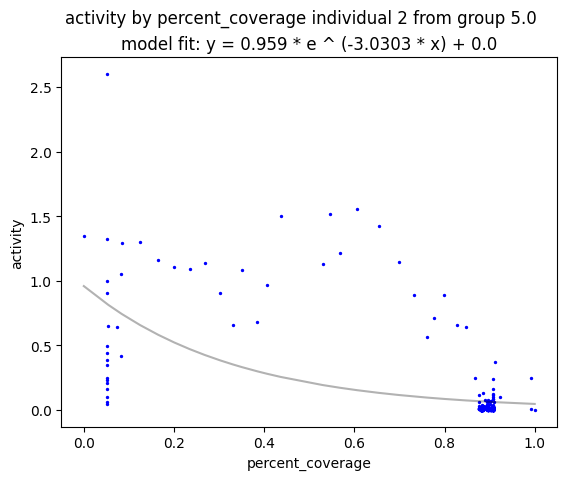 activity by percent_coverage individual 2 from group 5.0
model fit: y = 0.959 * e ^ (-3.0303 * x) + 0.0
2.5
2.0
1.5
1.0
0.5
0.0
activity
0.0 0.2 0.4 0.6 0.8 1.0
percent_coverage